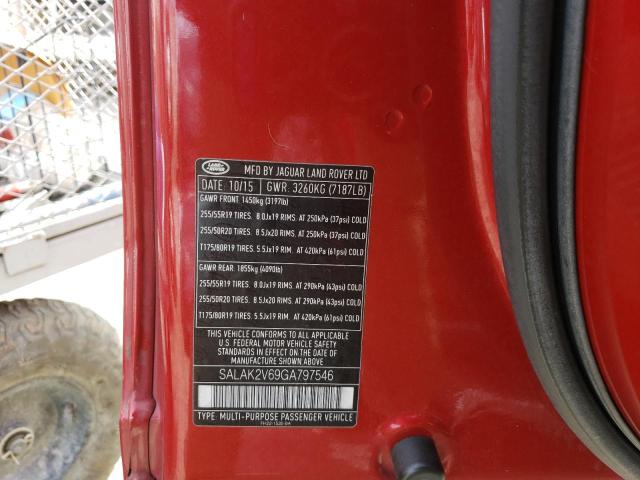 LAND ROVER
MFD BY JAGUAR LAND ROVER LTD
DATE 10/15 GWR: 3260KG (7187LB)
GAWR FRONT 1450kg (3197lb)
255/55R19 TIRES. 8.0Jx19 RIMS. AT 250kPa (37psi) COLD
255/50R20 TIRES. 8.5Jx20 RIMS. AT 250kPa (37psi) COLD
T175/80R19 TIRES. 5.5Jx19 RIM. AT 420kPa (61psi) COLD
GAWR REAR: 1855kg (4090lb)
255/55R19 TIRES. 8.0Jx19 RIMS. AT 290kPa (43psi) COLD
255/50R20 TIRES. 8.5Jx20 RIMS. AT 290kPa (43psi) COLD
T175/80R19 TIRES. 5.5Jx19 RIM. AT 420kPa (61psi) COLD
THIS VEHICLE CONFORMS TO ALL APPLICABLE
U.S. FEDERAL MOTOR VEHICLE SAFETY STANDARDS
IN EFFECT ON THE DATE OF
MANUFACTURE SHOWN ABOVE
SALAK2V69GA797546
TYPE: MULTI-PURPOSE PASSENGER VEHICLE